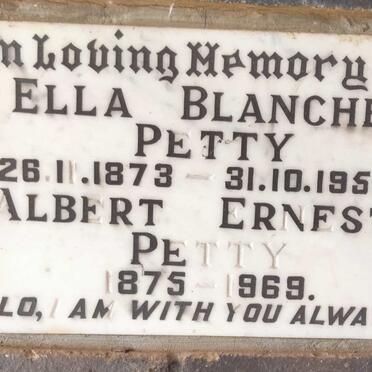 In Loving Memory
ELLA BLANCHE
PETTY
26.11.1873 — 31.10.195
ALBERT ERNEST
PETTY
1875 — 1969.
LO, I AM WITH YOU ALWA